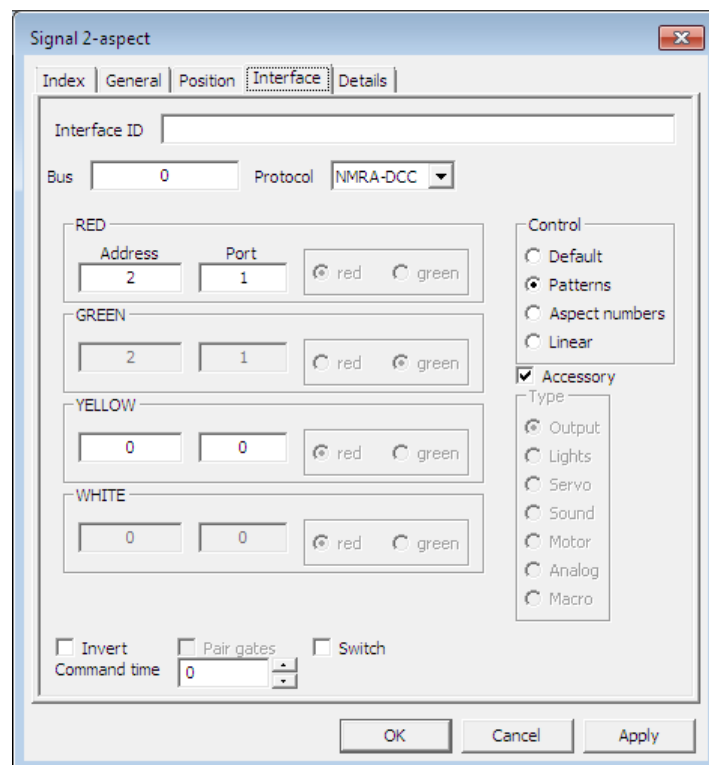 Signal 2-aspect
Index General Position Interface Details
Interface ID
Bus 0 Protocol NMRA-DCC
RED
Address Port
2 1 red green
GREEN
2 1 red green
YELLOW
0 0 red green
WHITE
0 0 red green
Control
Default
Patterns
Aspect numbers
Linear
Accessory
Type
Output
Lights
Servo
Sound
Motor
Analog
Macro
Invert Pair gates Switch
Command time 0
OK Cancel Apply